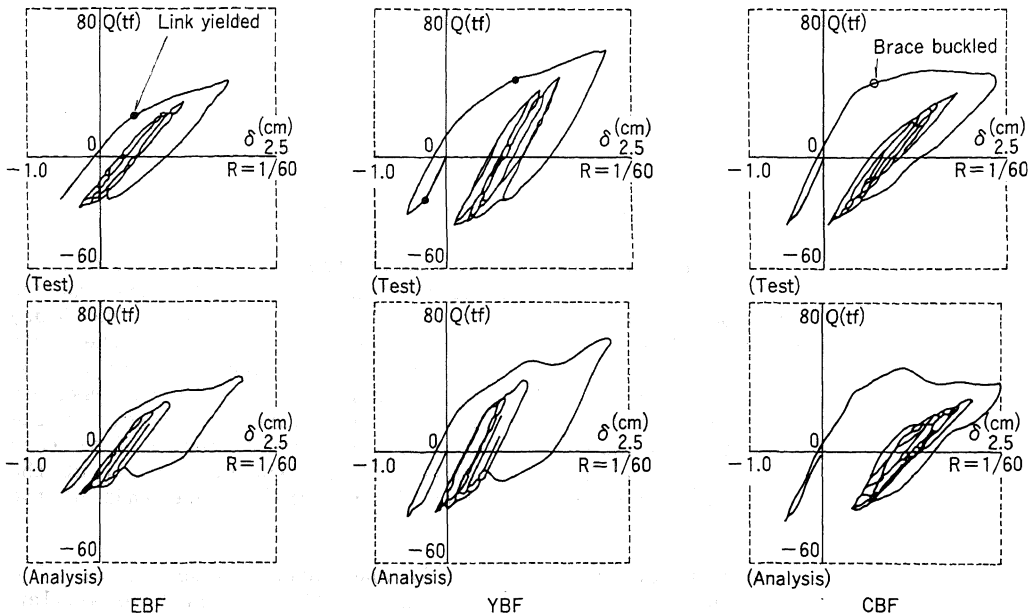 80 Q(tf) Link yielded
0
δ (cm)
2.5
-1.0
R=1/60
-60
(Test)
80 Q(tf)
0
δ (cm)
2.5
-1.0
R=1/60
-60
(Test)
80 Q(tf)
Brace buckled
0
δ (cm)
2.5
-1.0
R=1/60
-60
(Test)
80 Q(tf)
0
δ (cm)
2.5
-1.0
R=1/60
-60
(Analysis)
EBF
80 Q(tf)
0
δ (cm)
2.5
-1.0
R=1/60
-60
(Analysis)
YBF
80 Q(tf)
0
δ (cm)
2.5
-1.0
R=1/60
-60
(Analysis)
CBF